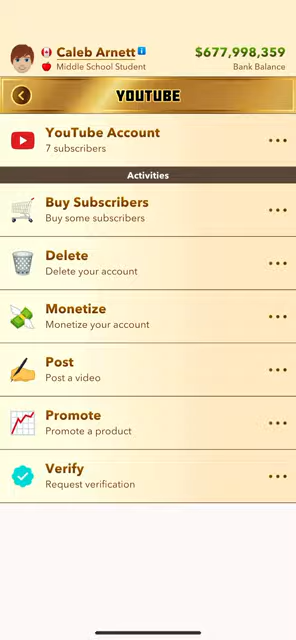 Caleb Arnett
$677,998,359
Middle School Student
Bank Balance
YOUTUBE
YouTube Account
7 subscribers
Activities
Buy Subscribers
Buy some subscribers
Delete
Delete your account
Monetize
Monetize your account
Post
Post a video
Promote
Promote a product
Verify
Request verification